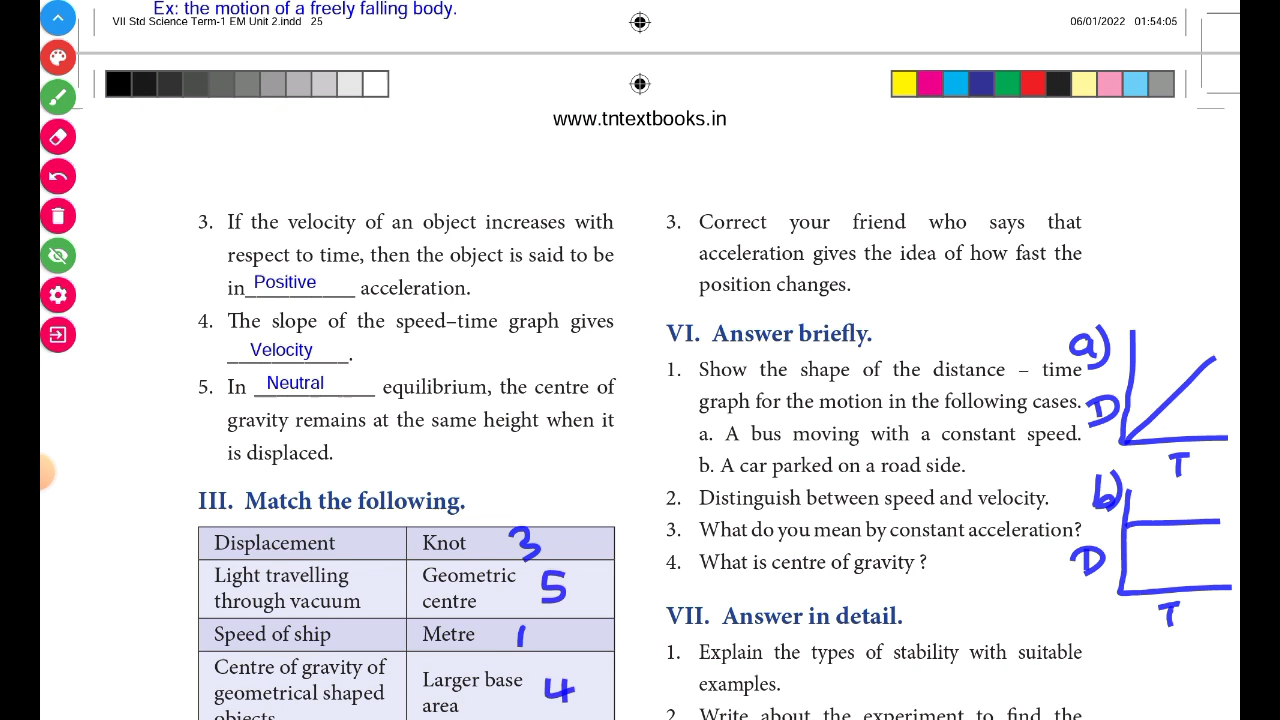 Ex: the motion of a freely falling body.
VII Std Science Term-1 EM Unit 2.indd 25
06/01/2022 01:54:05
www.tntextbooks.in
3. If the velocity of an object increases with
respect to time, then the object is said to be
in Positive acceleration.
4. The slope of the speed–time graph gives
Velocity.
5. In Neutral equilibrium, the centre of
gravity remains at the same height when it
is displaced.
III. Match the following.
Displacement Knot 3
Light travelling through vacuum Geometric centre 5
Speed of ship Metre 1
Centre of gravity of geometrical shaped objects Larger base area 4
3. Correct your friend who says that
acceleration gives the idea of how fast the
position changes.
VI. Answer briefly.
1. Show the shape of the distance – time
graph for the motion in the following cases.
a. A bus moving with a constant speed.
b. A car parked on a road side.
2. Distinguish between speed and velocity.
3. What do you mean by constant acceleration?
4. What is centre of gravity ?
a)
D
T
b)
D
T
VII. Answer in detail.
1. Explain the types of stability with suitable
examples.
2. Write about the experiment to find the